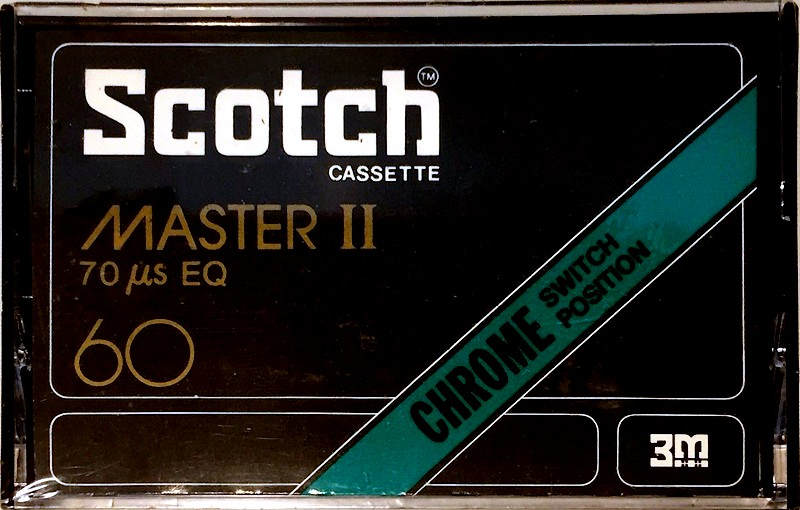 Scotch™
CASSETTE
MASTER II
70 µs EQ
60
CHROME SWITCH
POSITION
3M